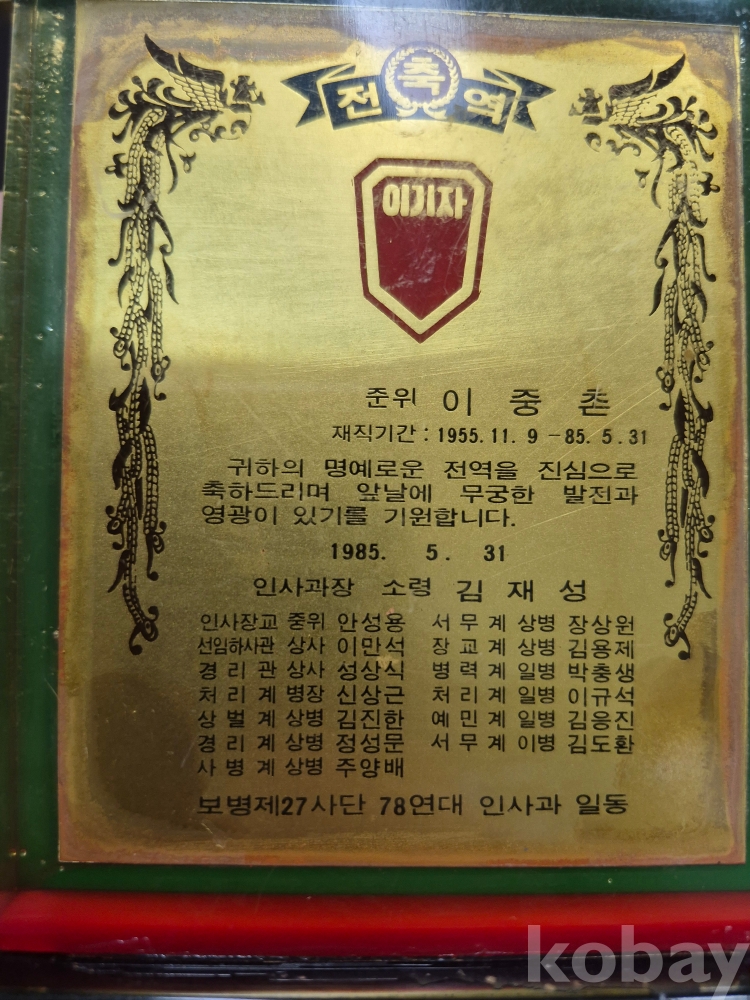 축
전 역
이기자
준위 이 중 촌
재직기간 : 1955. 11. 9 - 85. 5. 31
귀하의 명예로운 전역을 진심으로
축하드리며 앞날에 무궁한 발전과
영광이 있기를 기원합니다.
1985. 5. 31
인사과장 소령 김 재 성
인사장교 중위 안성용 서 무 계 상병 장상원
선임하사관 상사 이만석 장 교 계 상병 김용제
경 리 관 상사 성상식 병 력 계 일병 박충생
처 리 계 병장 신상근 처 리 계 일병 이규석
상 벌 계 상병 김진한 예 민 계 일병 김응진
경 리 계 상병 정성문 서 무 계 이병 김도환
사 병 계 상병 주양배
보병제27사단 78연대 인사과 일동
kobay